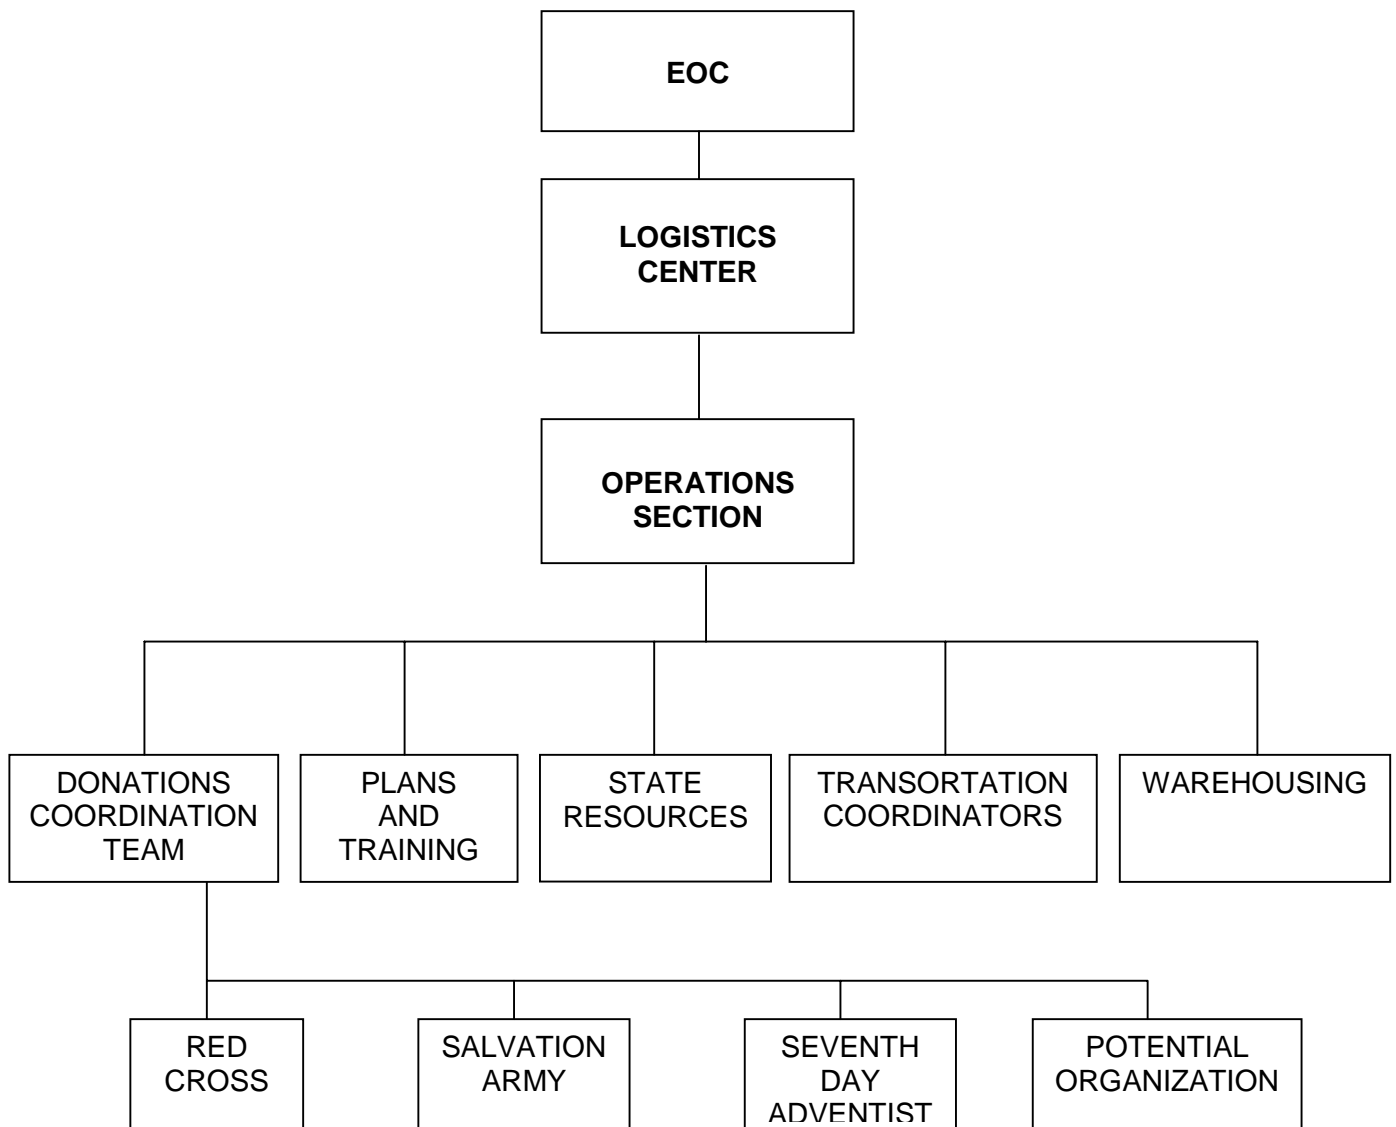 EOC
LOGISTICS
CENTER
OPERATIONS
SECTION
DONATIONS
COORDINATION
TEAM
PLANS
AND
TRAINING
STATE
RESOURCES
TRANSORTATION
COORDINATORS
WAREHOUSING
RED
CROSS
SALVATION
ARMY
SEVENTH
DAY
ADVENTIST
POTENTIAL
ORGANIZATION